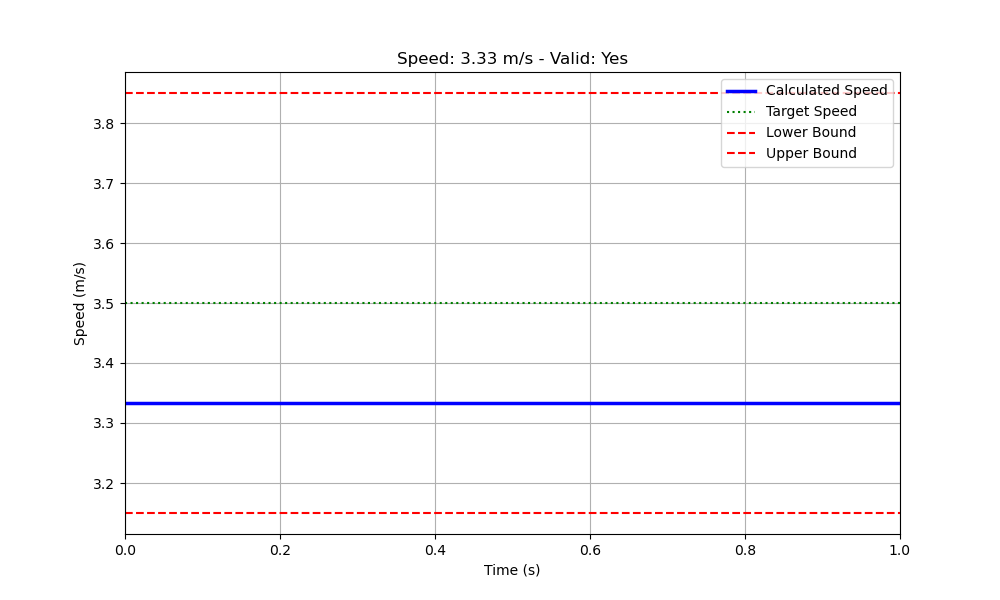 Speed: 3.33 m/s - Valid: Yes
Calculated Speed
Target Speed
Lower Bound
Upper Bound
3.8
3.7
3.6
3.5
3.4
3.3
3.2
Speed (m/s)
0.0 0.2 0.4 0.6 0.8 1.0
Time (s)